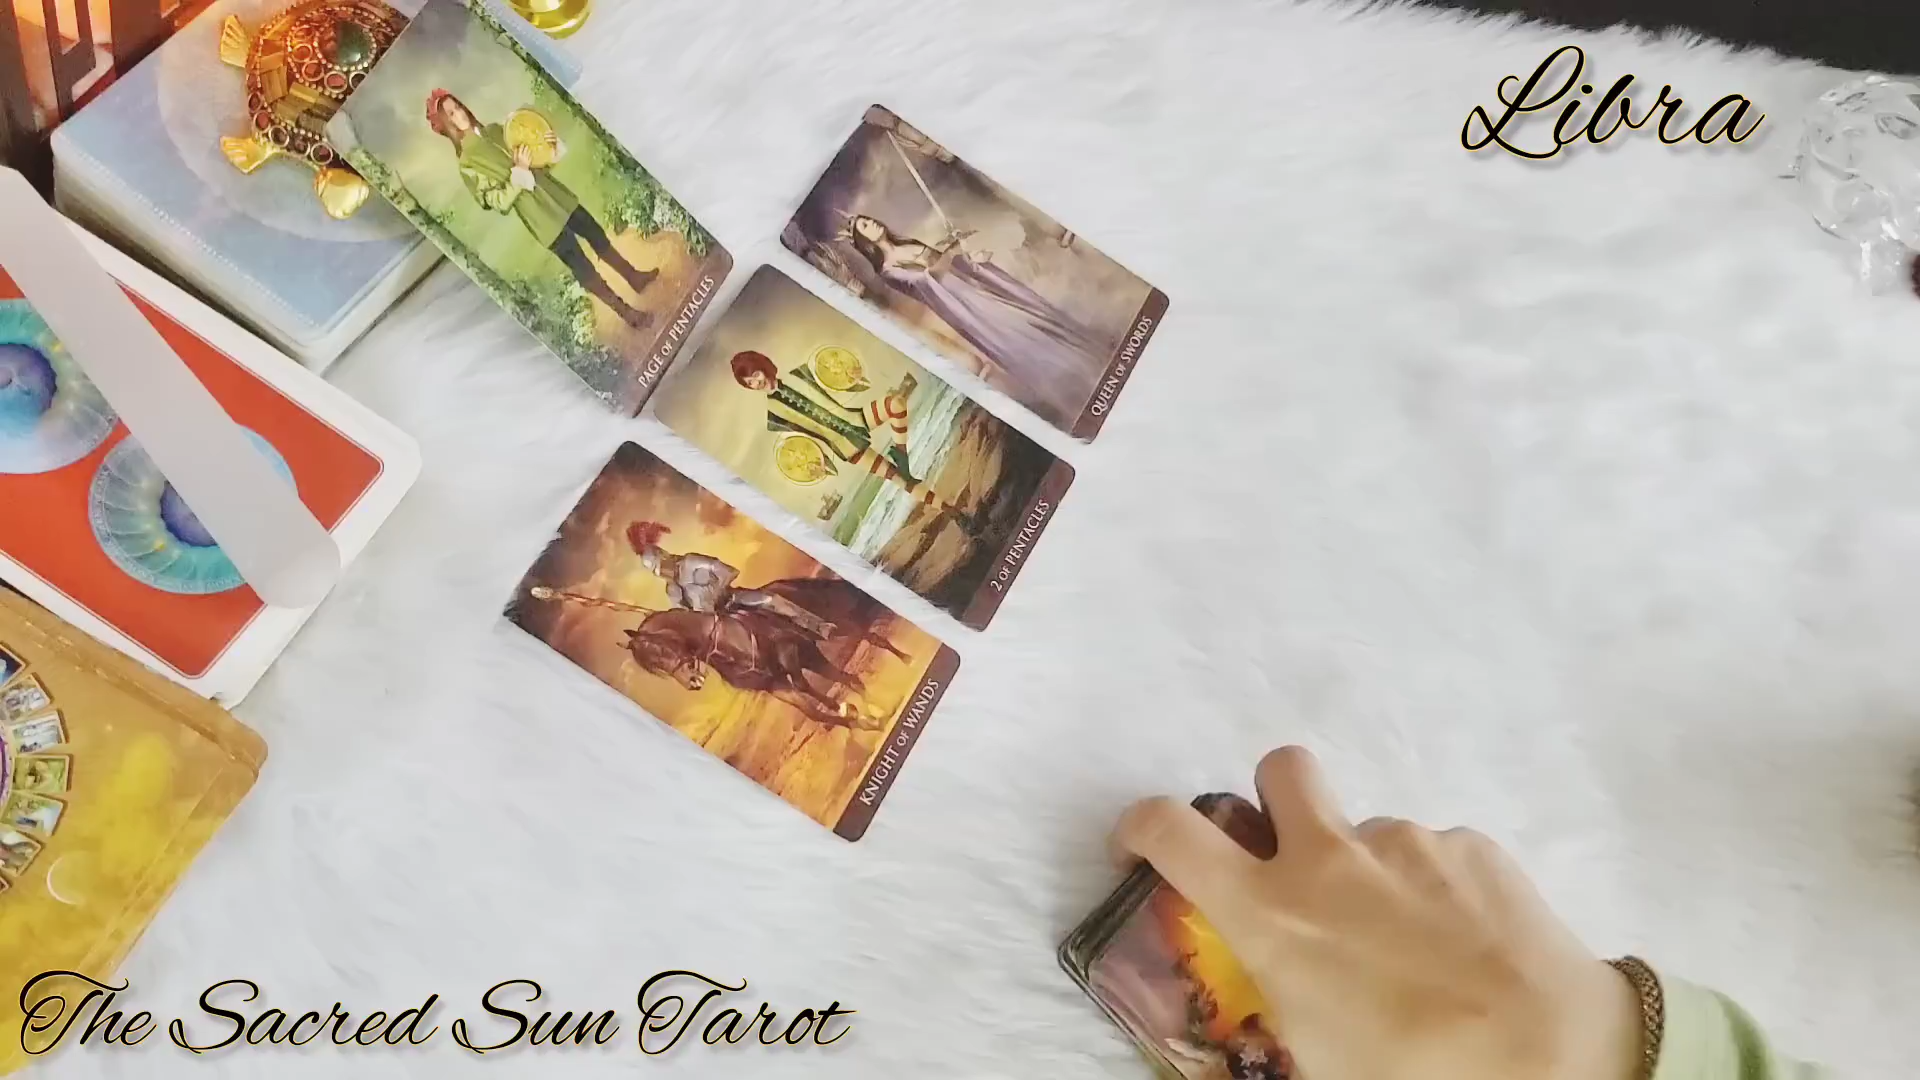 Libra
PAGE OF PENTACLES
QUEEN OF SWORDS
2 OF PENTACLES
KNIGHT OF WANDS
The Sacred Sun Tarot